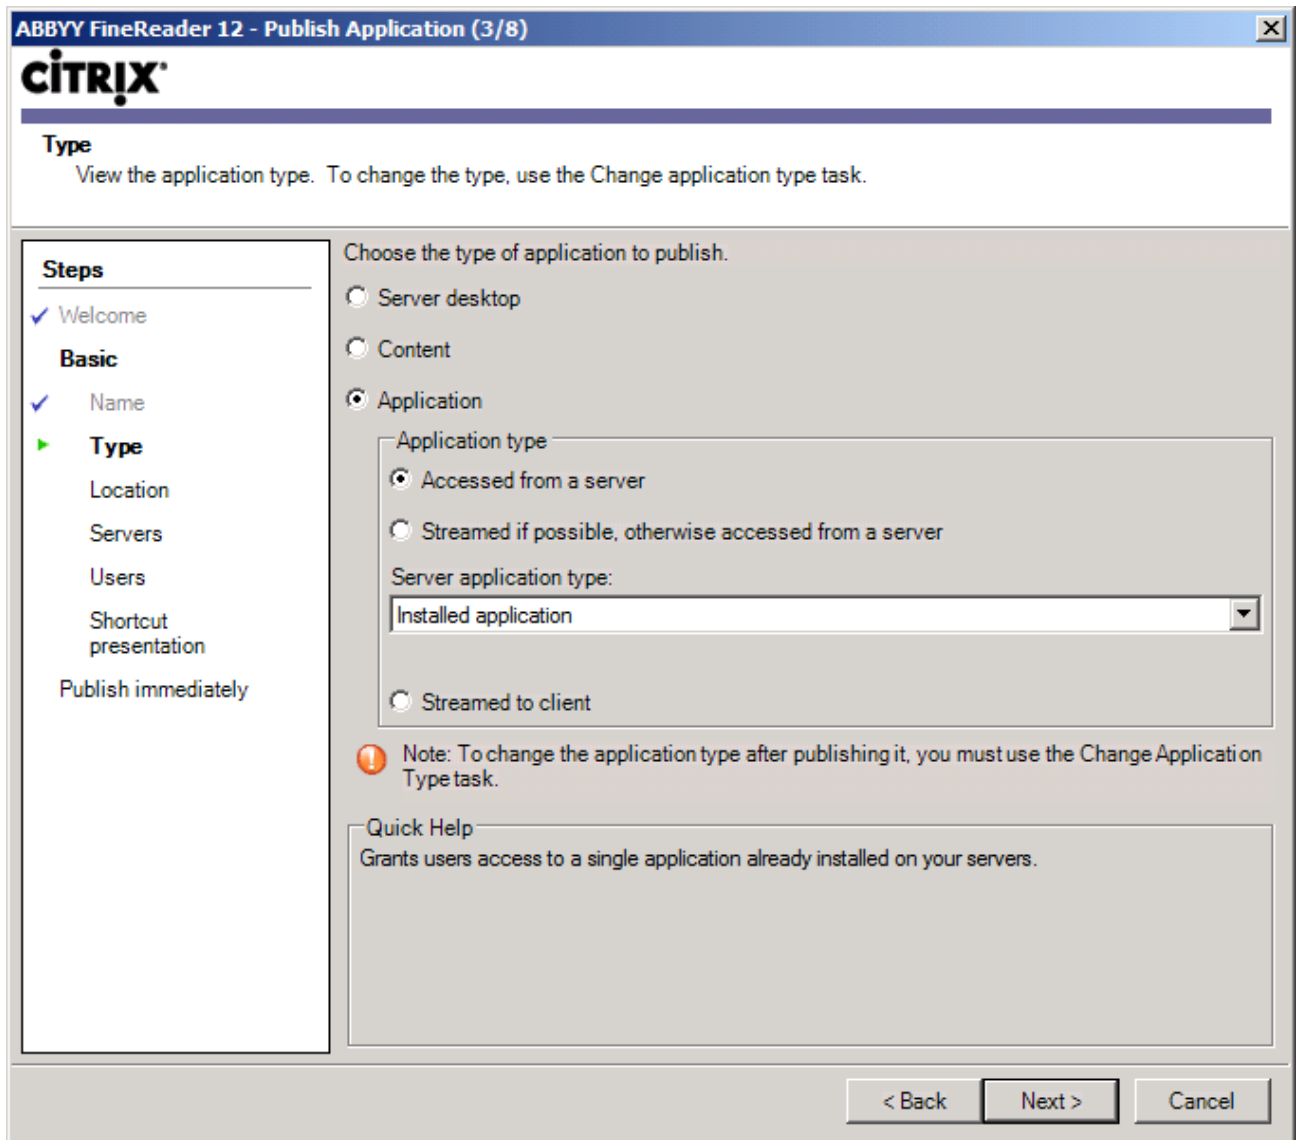 ABBYY FineReader 12 - Publish Application (3/8)
CİTRIX®
Type
View the application type. To change the type, use the Change application type task.
Steps
Welcome
Basic
Name
Type
Location
Servers
Users
Shortcut
presentation
Publish immediately
Choose the type of application to publish.
Server desktop
Content
Application
Application type
Accessed from a server
Streamed if possible, otherwise accessed from a server
Server application type:
Installed application
Streamed to client
Note: To change the application type after publishing it, you must use the Change Application
Type task.
Quick Help
Grants users access to a single application already installed on your servers.
< Back
Next >
Cancel